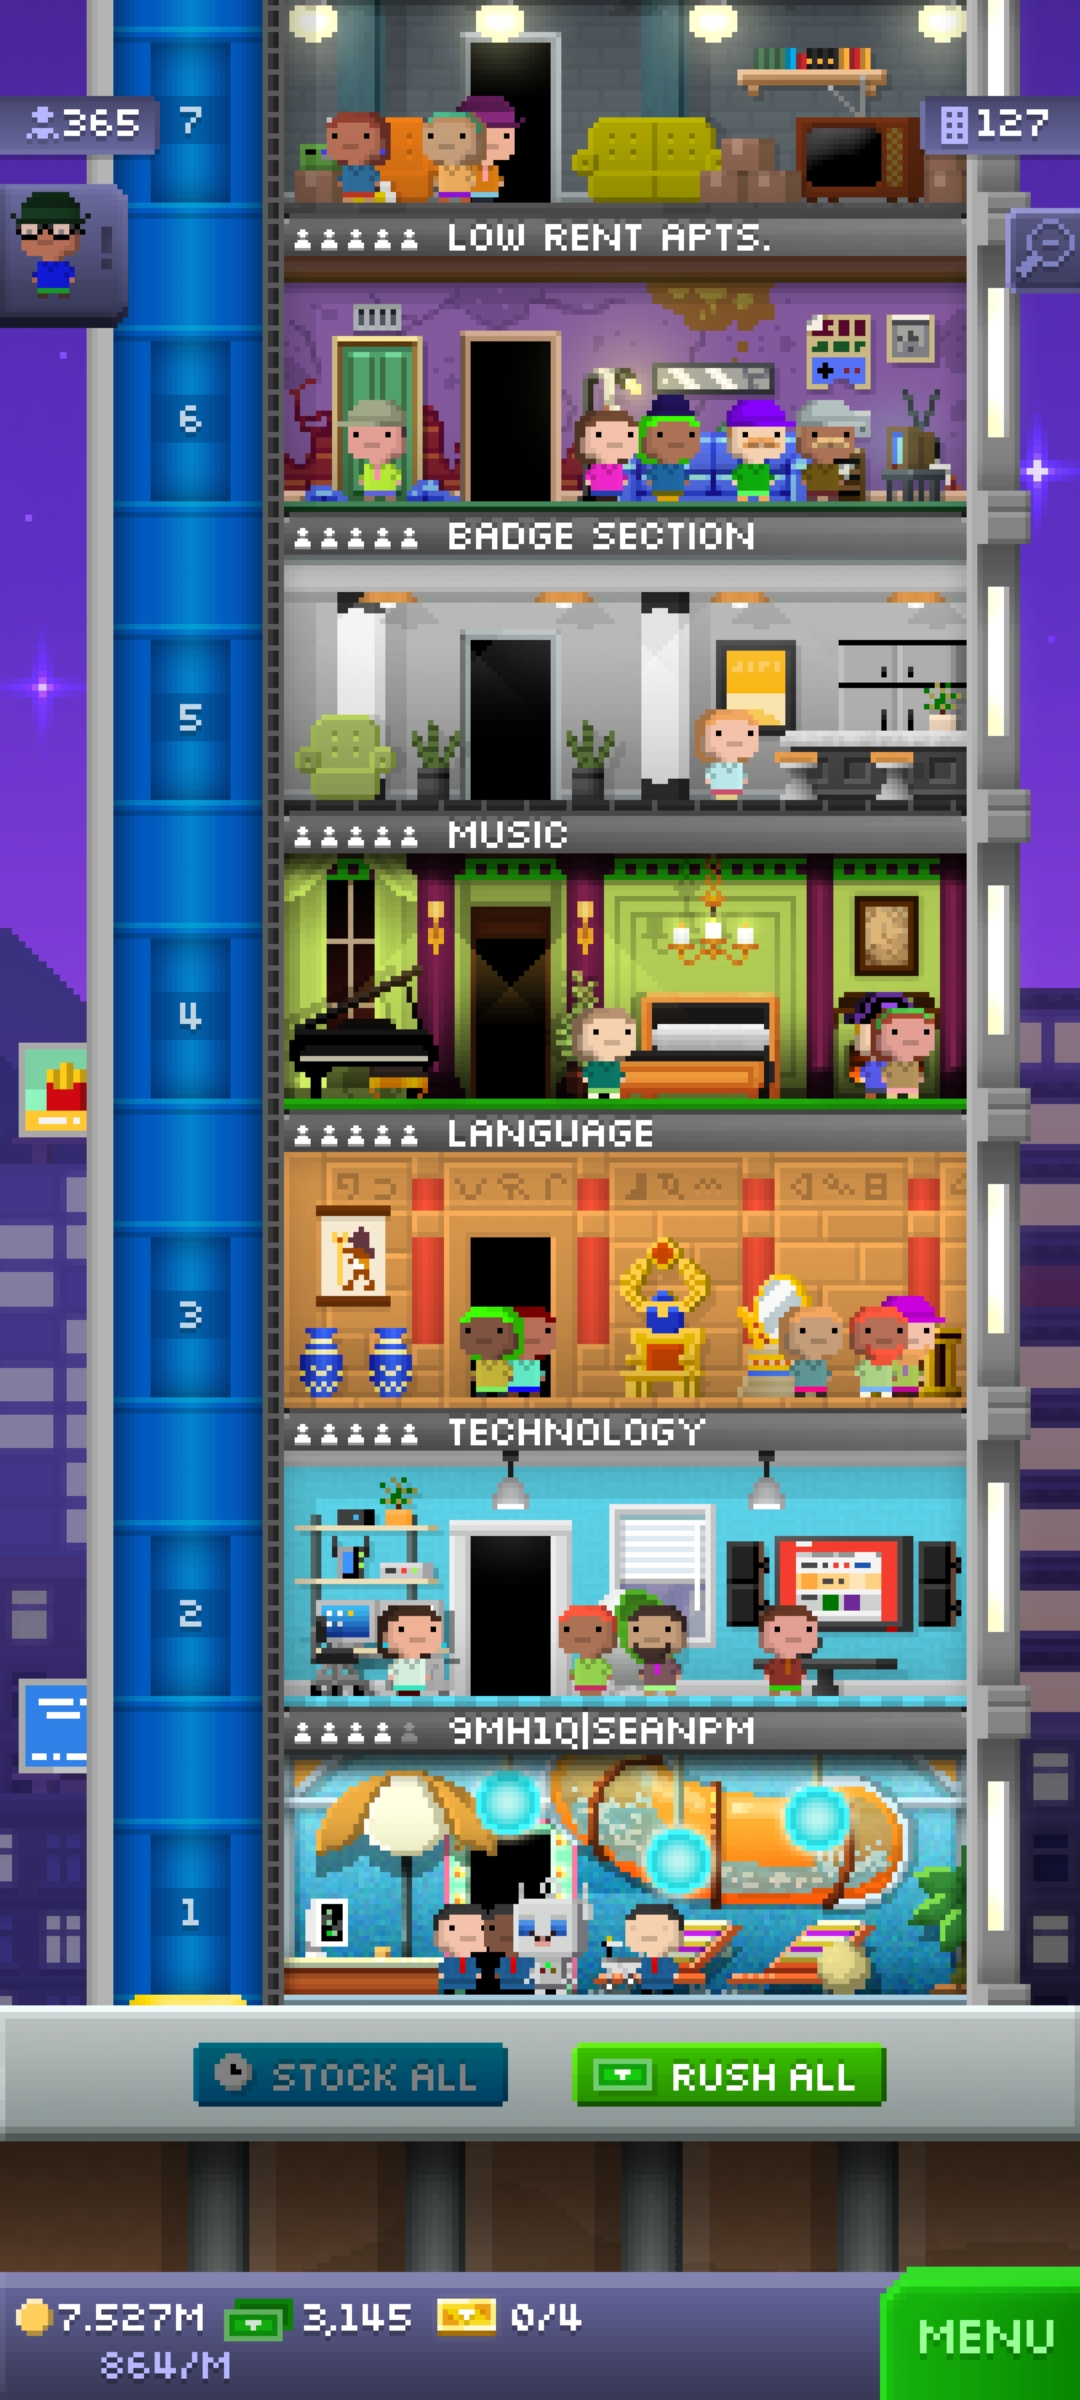 7
365
127
LOW RENT APTS.
6
BADGE SECTION
5
MUSIC
4
LANGUAGE
3
TECHNOLOGY
2
9MH1Q|SEANPM
1
STOCK ALL
RUSH ALL
7.527M
3,145
0/4
864/M
MENU